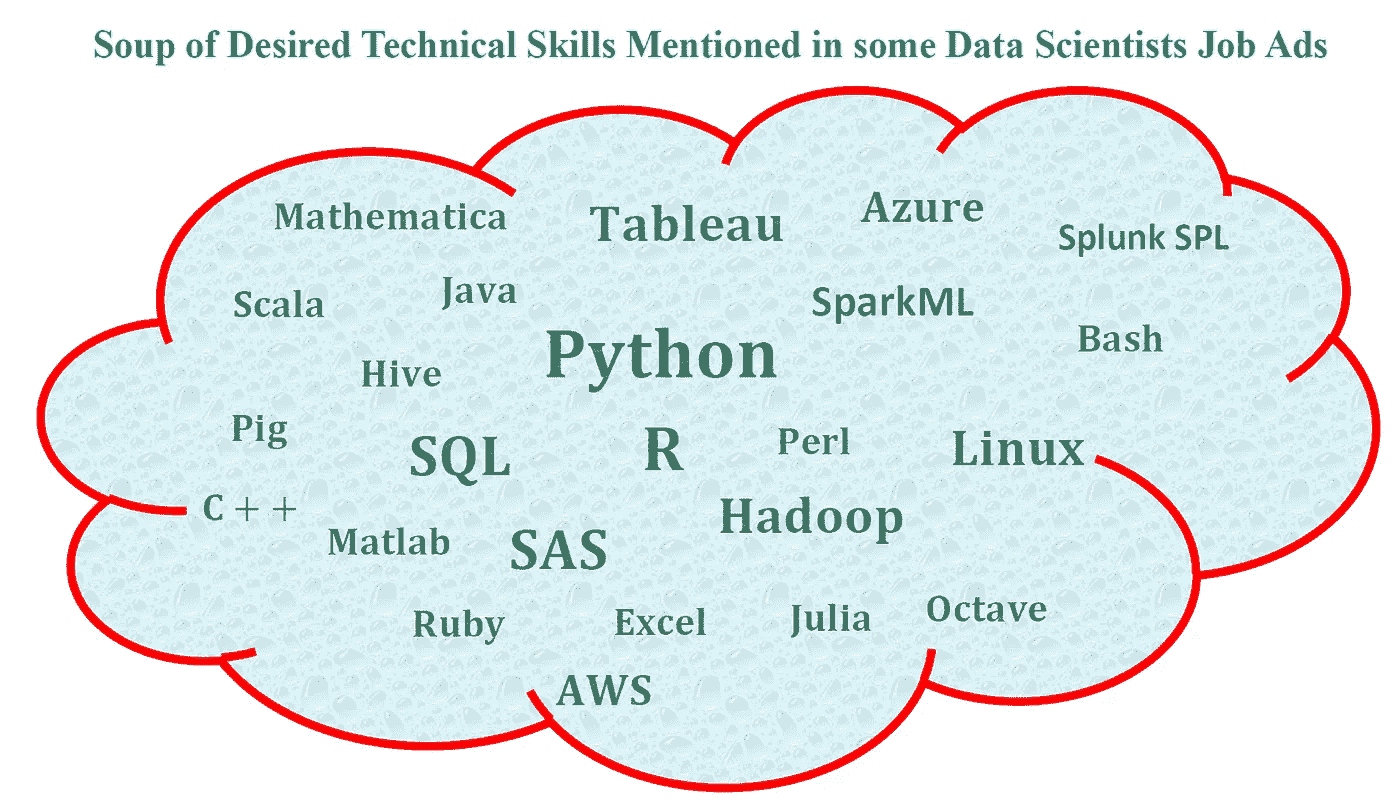 Soup of Desired Technical Skills Mentioned in some Data Scientists Job Ads
Mathematica
Tableau
Azure
Splunk SPL
Scala
Java
SparkML
Bash
Python
Hive
Pig
SQL
R
Perl
Linux
C ++
Matlab
SAS
Hadoop
Ruby
Excel
Julia
Octave
AWS